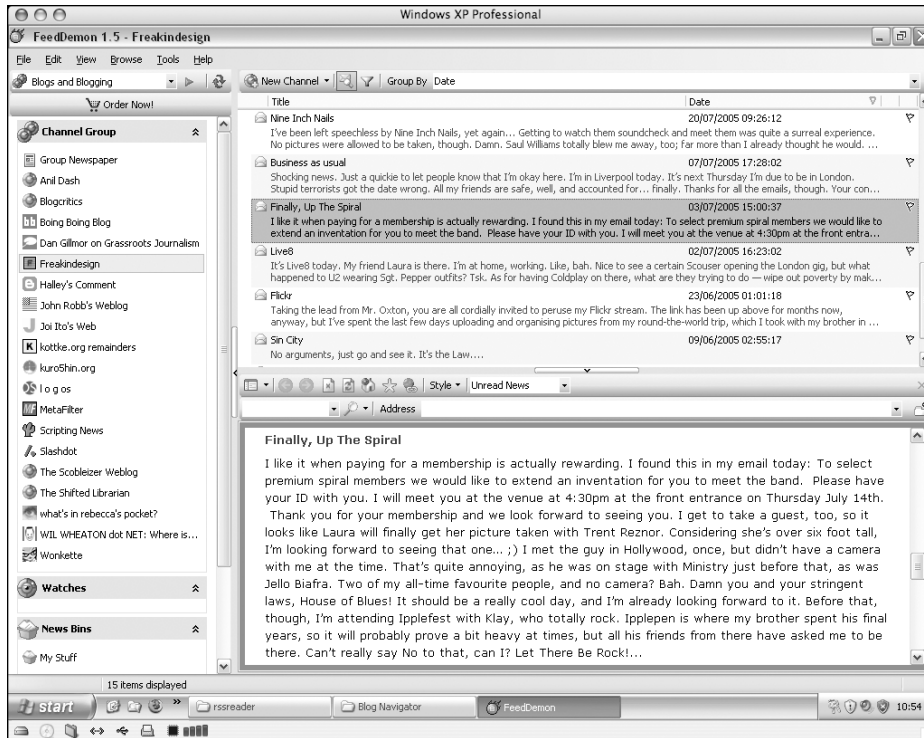 Windows XP Professional
FeedDemon 1.5 - Freakindesign
File Edit View Browse Tools Help
Blogs and Blogging
Order Now!
Channel Group
Group Newspaper
Anil Dash
Blogcritics
Boing Boing Blog
Dan Gilmor on Grassroots Journalism
Freakindesign
Halley's Comment
John Robb's Weblog
Joi Ito's Web
kottke.org remainders
kuro5hin.org
l o g os
MetaFilter
Scripting News
Slashdot
The Scobleizer Weblog
The Shifted Librarian
what's in rebecca's pocket?
WIL WHEATON dot NET: Where is...
Wonkette
Watches
News Bins
My Stuff
New Channel Group By Date
Title Date
Nine Inch Nails 20/07/2005 09:26:12
I've been left speechless by Nine Inch Nails, yet again... Getting to watch them soundcheck and meet them was quite a surreal experience.
No pictures were allowed to be taken, though. Damn. Saul Williams totally blew me away, too; far more than I already thought he would. ...
Business as usual 07/07/2005 17:28:02
Shocking news. Just a quickie to let people know that I'm okay here. I'm in Liverpool today. It's next Thursday I'm due to be in London.
Stupid terrorists got the date wrong. All my friends are safe, well, and accounted for... finally. Thanks for all the emails, though. Your con...
Finally, Up The Spiral 03/07/2005 15:00:37
I like it when paying for a membership is actually rewarding. I found this in my email today: To select premium spiral members we would like to
extend an inventation for you to meet the band. Please have your ID with you. I will meet you at the venue at 4:30pm at the front entra...
Live8 02/07/2005 16:23:02
It's Live8 today. My friend Laura is there. I'm at home, working. Like, bah. Nice to see a certain Scouser opening the London gig, but what
happened to U2 wearing Sgt. Pepper outfits? Tsk. As for having Coldplay on there, what are they trying to do — wipe out poverty by mak...
Flickr 23/06/2005 01:01:18
Taking the lead from Mr. Oxton, you are all cordially invited to peruse my Flickr stream. The link has been up above for months now,
anyway, but I've spent the last few days uploading and organising pictures from my round-the-world trip, which I took with my brother in ...
Sin City 09/06/2005 02:55:17
No arguments, just go and see it. It's the Law....
Style Unread News
Address
Finally, Up The Spiral
I like it when paying for a membership is actually rewarding. I found this in my email today: To select
premium spiral members we would like to extend an inventation for you to meet the band. Please have
your ID with you. I will meet you at the venue at 4:30pm at the front entrance on Thursday July 14th.
Thank you for your membership and we look forward to seeing you. I get to take a guest, too, so it
looks like Laura will finally get her picture taken with Trent Reznor. Considering she's over six foot tall,
I'm looking forward to seeing that one... ;) I met the guy in Hollywood, once, but didn't have a camera
with me at the time. That's quite annoying, as he was on stage with Ministry just before that, as was
Jello Biafra. Two of my all-time favourite people, and no camera? Bah. Damn you and your stringent
laws, House of Blues! It should be a really cool day, and I'm already looking forward to it. Before that,
though, I'm attending Ipplefest with Klay, who totally rock. Ipplepen is where my brother spent his final
years, so it will probably prove a bit heavy at times, but all his friends from there have asked me to be
there. Can't really say No to that, can I? Let There Be Rock!...
15 items displayed
start rssreader Blog Navigator FeedDemon 10:54